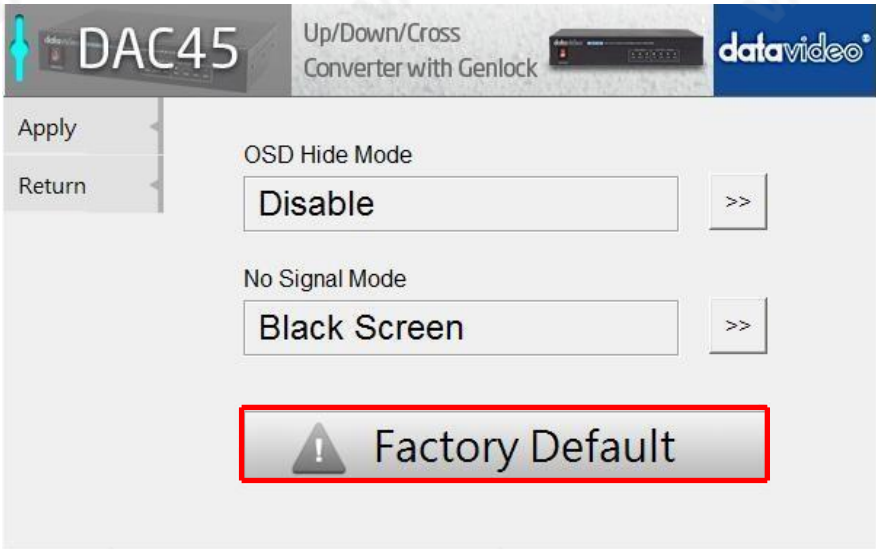 DAC45
Up/Down/Cross
Converter with Genlock
datavideo
Apply
Return
OSD Hide Mode
Disable
>>
No Signal Mode
Black Screen
>>
Factory Default